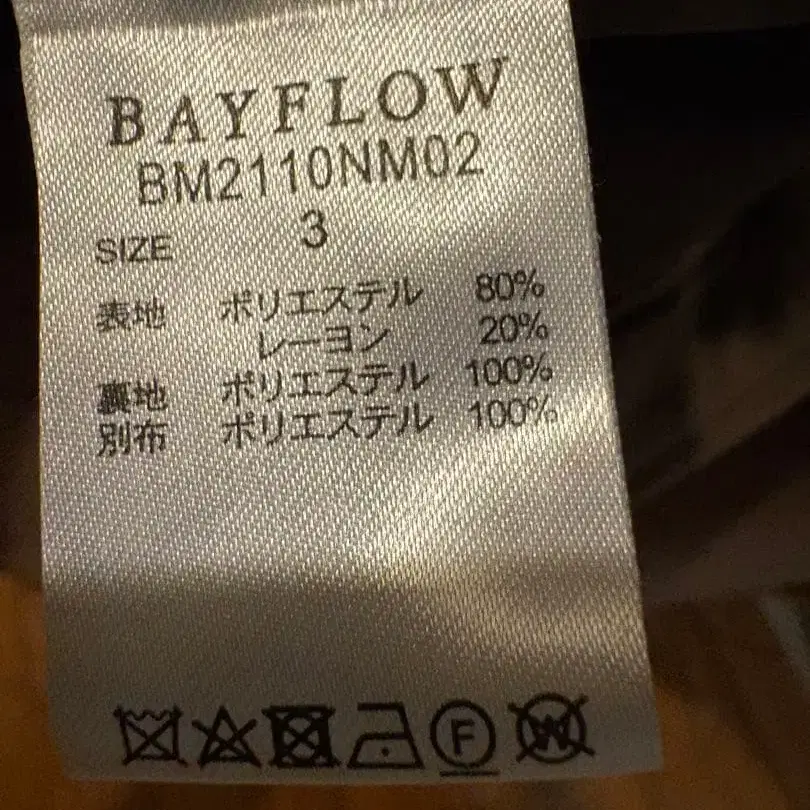 BAYFLOW
BM2110NM02
SIZE 3
表地 ポリエステル 80%
レーヨン 20%
裏地 ポリエステル 100%
別布 ポリエステル 100%
F W